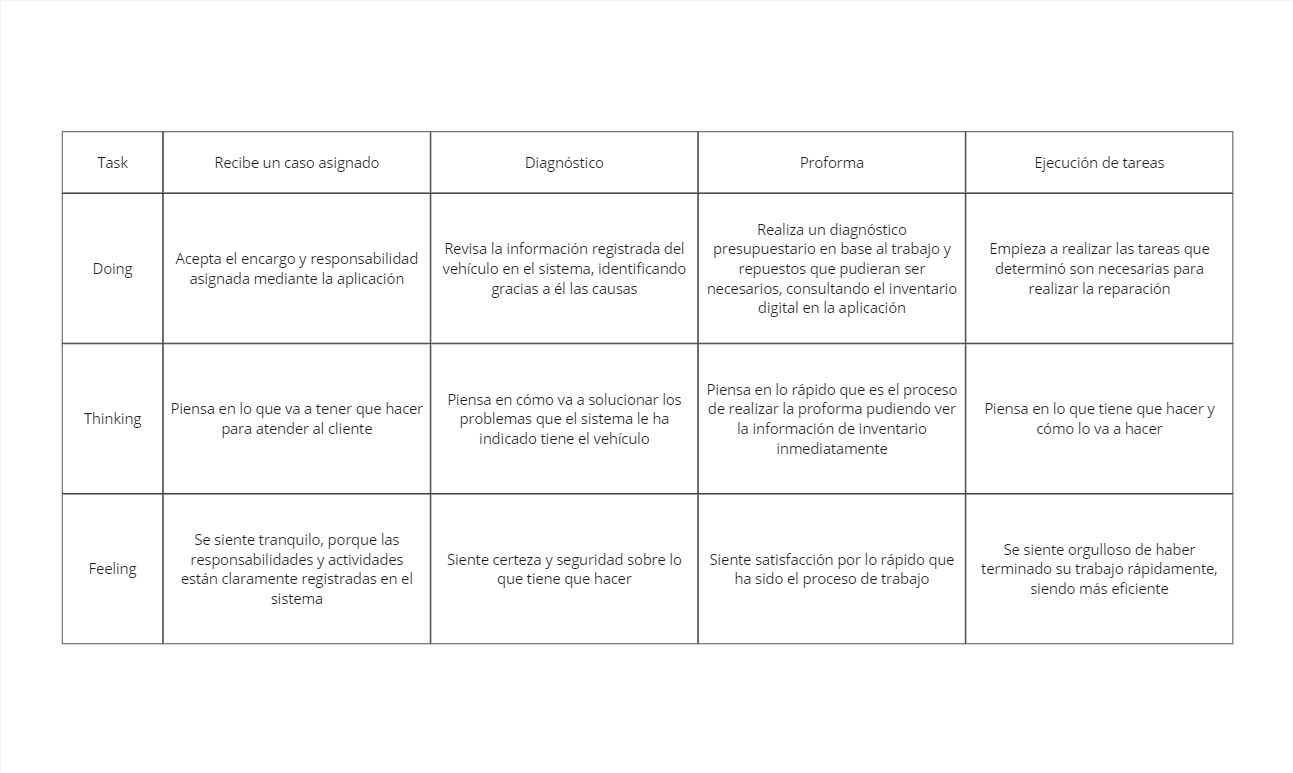 Task
Recibe un caso asignado
Diagnóstico
Proforma
Ejecución de tareas
Doing
Acepta el encargo y responsabilidad
asignada mediante la aplicación
Revisa la información registrada del
vehículo en el sistema, identificando
gracias a él las causas
Realiza un diagnóstico
presupuestario en base al trabajo y
repuestos que pudieran ser
necesarios, consultando el inventario
digital en la aplicación
Empieza a realizar las tareas que
determinó son necesarias para
realizar la reparación
Thinking
Piensa en lo que va a tener que hacer
para atender al cliente
Piensa en cómo va a solucionar los
problemas que el sistema le ha
indicado tiene el vehículo
Piensa en lo rápido que es el proceso
de realizar la proforma pudiendo ver
la información de inventario
inmediatamente
Piensa en lo que tiene que hacer y
cómo lo va a hacer
Feeling
Se siente tranquilo, porque las
responsabilidades y actividades
están claramente registradas en el
sistema
Siente certeza y seguridad sobre lo
que tiene que hacer
Siente satisfacción por lo rápido que
ha sido el proceso de trabajo
Se siente orgulloso de haber
terminado su trabajo rápidamente,
siendo más eficiente